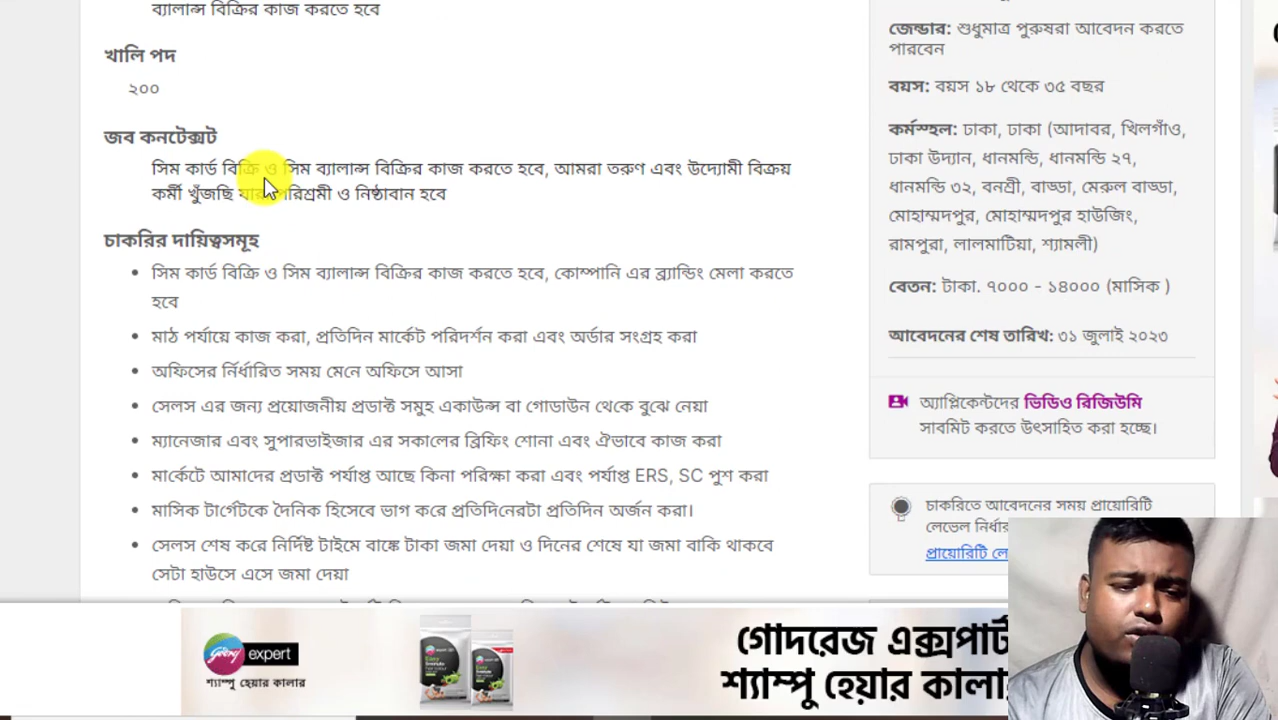 ব্যালান্স বিক্রির কাজ করতে হবে
খালি পদ
২০০
জব কনটেক্সট
সিম কার্ড বিক্রি ও সিম ব্যালান্স বিক্রির কাজ করতে হবে, আমরা তরুণ এবং উদ্যোমী বিক্রয়
কর্মী খুঁজছি যারা পরিশ্রমী ও নিষ্ঠাবান হবে
চাকরির দায়িত্বসমূহ
সিম কার্ড বিক্রি ও সিম ব্যালান্স বিক্রির কাজ করতে হবে, কোম্পানি এর ব্র্যান্ডিং মেলা করতে
হবে
মাঠ পর্যায়ে কাজ করা, প্রতিদিন মার্কেট পরিদর্শন করা এবং অর্ডার সংগ্রহ করা
অফিসের র্নির্ধারিত সময় মেনে অফিসে আসা
সেলস এর জন্য প্রয়োজনীয় প্রডাক্ট সমুহ একাউন্স বা গোডাউন থেকে বুঝে নেয়া
ম্যানেজার এবং সুপারভাইজার এর সকালের ব্রিফিং শোনা এবং ঐভাবে কাজ করা
মার্কেটে আমাদের প্রডাক্ট পর্যাপ্ত আছে কিনা পরিক্ষা করা এবং পর্যাপ্ত ERS, SC পুশ করা
মাসিক টার্গেটকে দৈনিক হিসেবে ভাগ করে প্রতিদিনেরটা প্রতিদিন অর্জন করা।
সেলস শেষ করে নির্দিষ্ট টাইমে বাঙ্কে টাকা জমা দেয়া ও দিনের শেষে যা জমা বাকি থাকবে
সেটা হাউসে এসে জমা দেয়া
জেন্ডার: শুধুমাত্র পুরুষরা আবেদন করতে
পারবেন
বয়স: বয়স ১৮ থেকে ৩৫ বছর
কর্মস্হল: ঢাকা, ঢাকা (আদাবর, খিলগাঁও,
ঢাকা উদ্যান, ধানমন্ডি, ধানমন্ডি ২৭,
ধানমন্ডি ৩২, বনশ্রী, বাড্ডা, মেরুল বাড্ডা,
মোহাম্মদপুর, মোহাম্মদপুর হাউজিং,
রামপুরা, লালমাটিয়া, শ্যামলী)
বেতন: টাকা. ৭০০০ - ১৪০০০ (মাসিক )
আবেদনের শেষ তারিখ: ৩১ জুলাই ২০২৩
অ্যাপ্লিকেন্টদের ভিডিও রিজিউমি
সাবমিট করতে উৎসাহিত করা হচ্ছে।
চাকরিতে আবেদনের সময় প্রায়োরিটি
লেভেল
প্রায়োরিটি
Godrej expert
শ্যাম্পু হেয়ার কালার
গোদরেজ এক্সপার্ট
শ্যাম্পু হেয়ার কালার